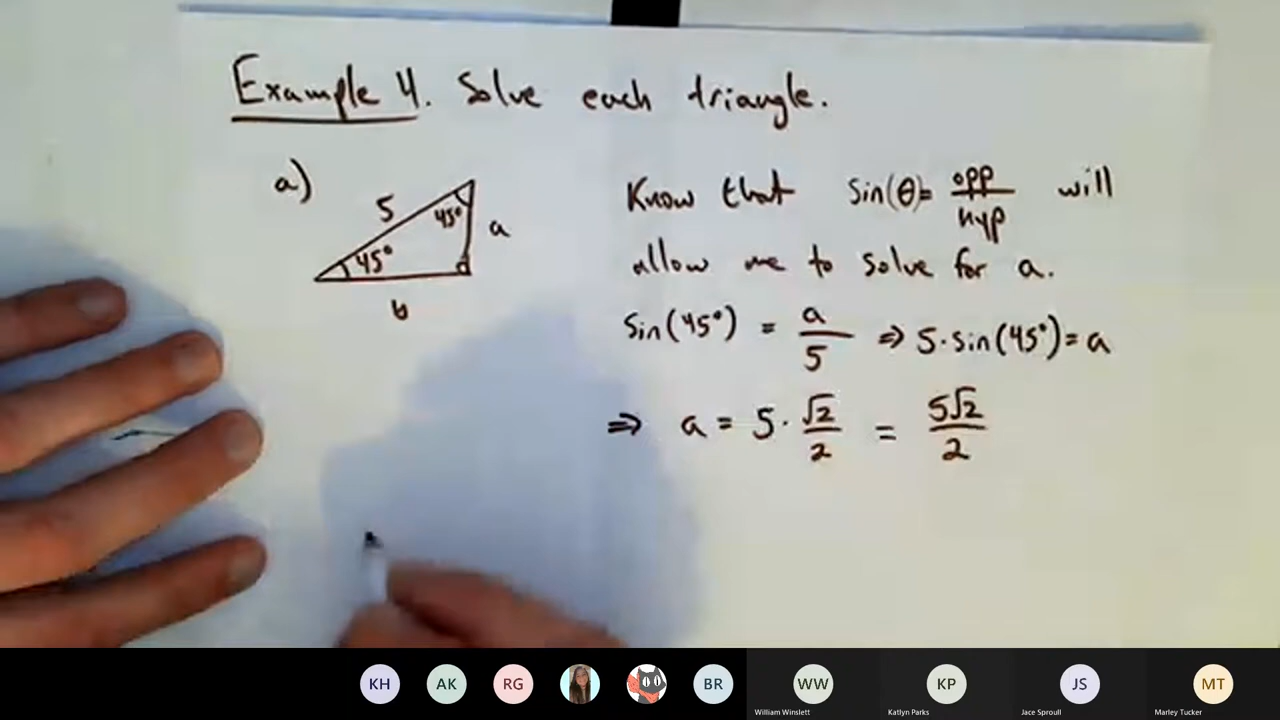 Example 4. Solve each triangle.
a)
5
45°
45°
a
b
Know that sin(θ)= opp/hyp will
allow me to solve for a.
Sin(45°) = a/5 ⇒ 5·sin(45°)=a
⇒ a = 5·√2/2 = 5√2/2
KH AK RG BR WW KP JS MT
William Winslett Katlyn Parks Jace Sproull Marley Tucker